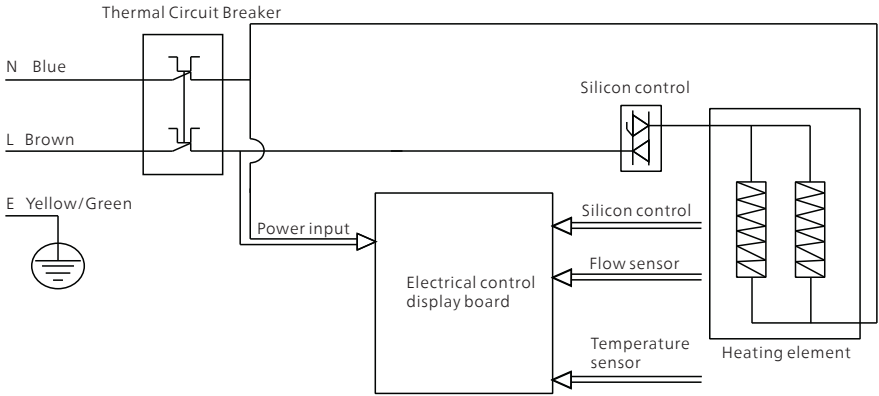 Thermal Circuit Breaker
N Blue
Silicon control
L Brown
E Yellow/Green
Silicon control
Power input
Flow sensor
Electrical control
display board
Temperature
sensor
Heating element